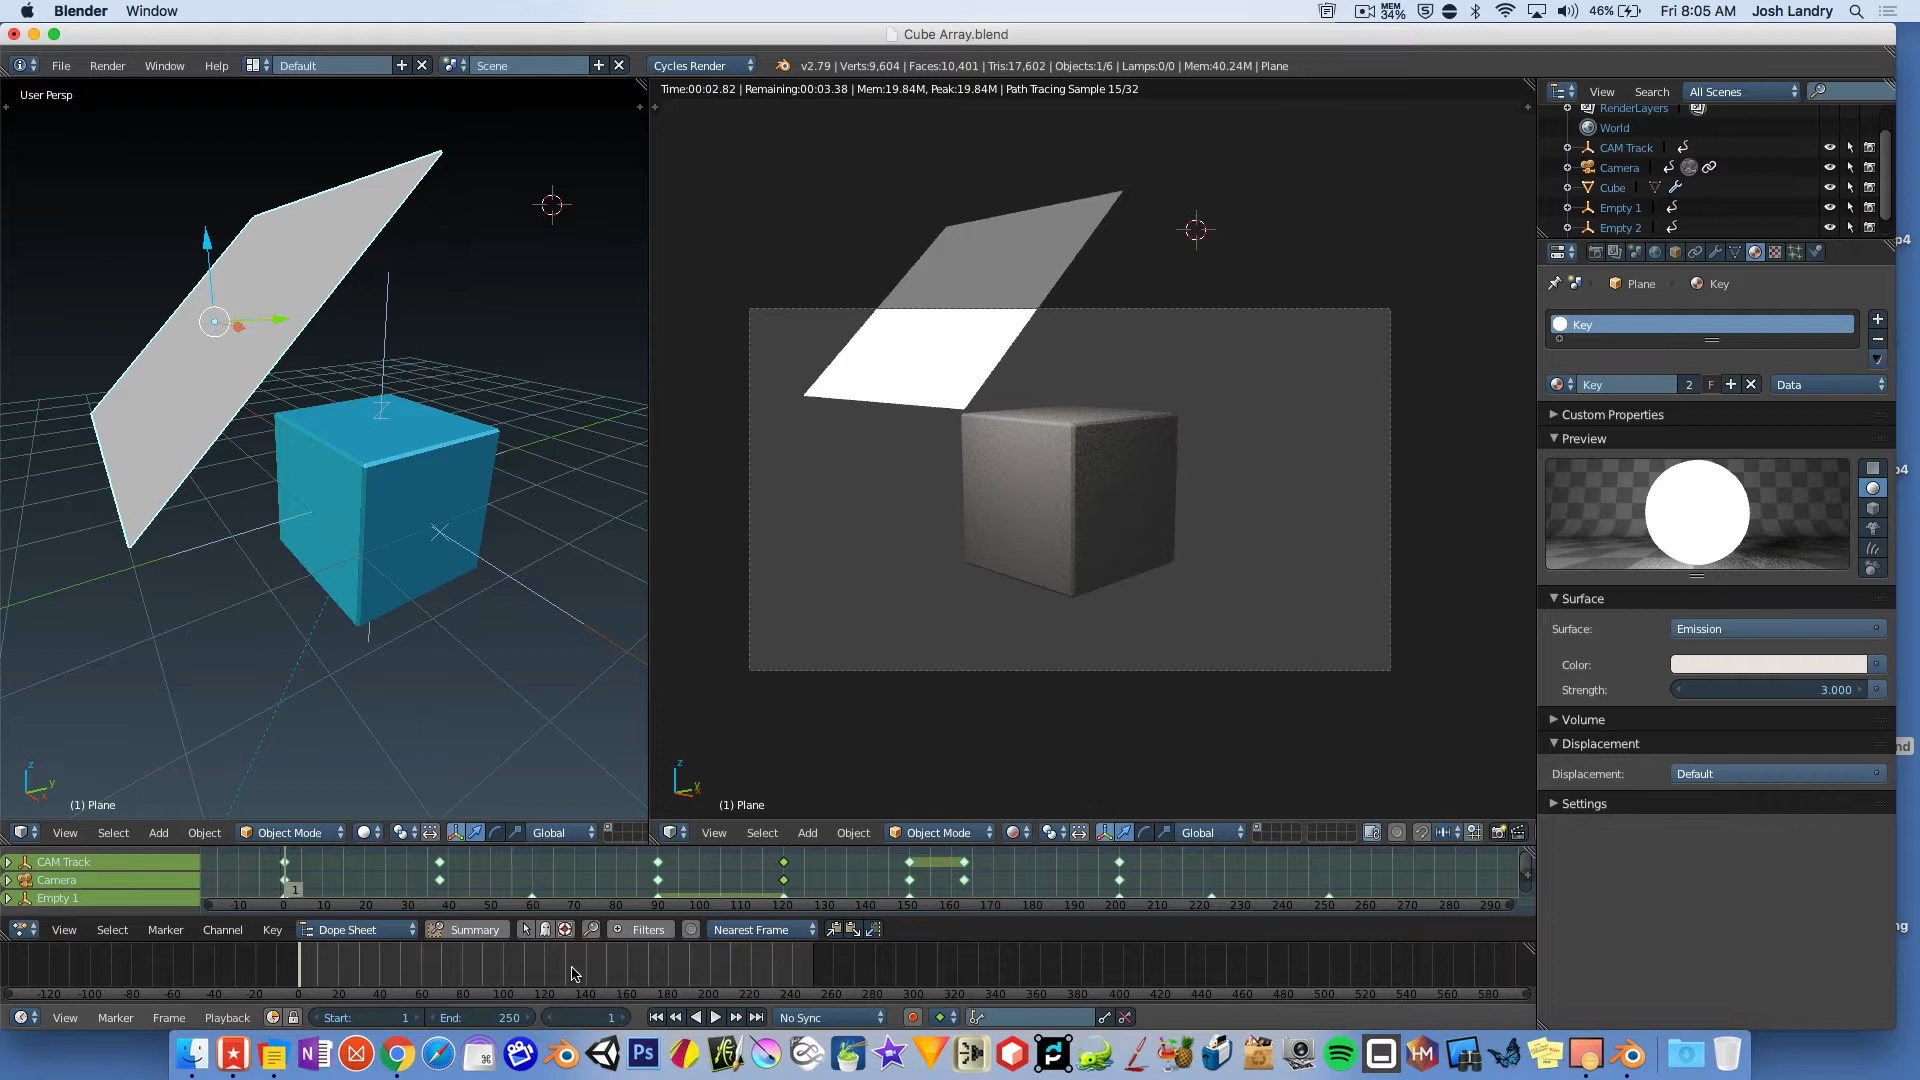 Blender Window MEM 34% 46% Fri 8:05 AM Josh Landry
Cube Array.blend
File Render Window Help Default Scene Cycles Render v2.79 | Verts:9,604 | Faces:10,401 | Tris:17,602 | Objects:1/6 | Lamps:0/0 | Mem:40.24M | Plane
User Persp
Time:00:02.82 | Remaining:00:03.38 | Mem:19.84M, Peak:19.84M | Path Tracing Sample 15/32
View Search All Scenes
RenderLayers
World
CAM Track
Camera
Cube
Empty 1
Empty 2
p4
Plane Key
Key
Key 2 F Data
Custom Properties
Preview
p4
Surface
Surface: Emission
Color:
Strength: 3.000
Volume
Displacement
nd
Displacement: Default
Settings
z y
(1) Plane
z y
(1) Plane
View Select Add Object Object Mode Global
View Select Add Object Object Mode Global
CAM Track
Camera
1
Empty 1
-10 0 10 20 30 40 50 60 70 80 90 100 110 120 130 140 150 160 170 180 190 200 210 220 230 240 250 260 270 280 290
View Select Marker Channel Key Dope Sheet Summary Filters Nearest Frame
ng
-120 -100 -80 -60 -40 -20 0 20 40 60 80 100 120 140 160 180 200 220 240 260 280 300 320 340 360 380 400 420 440 460 480 500 520 540 560 580
View Marker Frame Playback Start: 1 End: 250 1 No Sync
N Ps HM